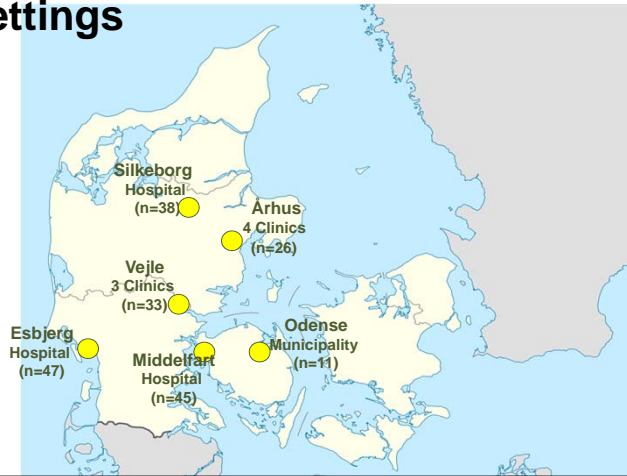 ettings
Silkeborg
Hospital
(n=38)
Århus
4 Clinics
(n=26)
Vejle
3 Clinics
(n=33)
Esbjerg
Hospital
(n=47)
Middelfart
Hospital
(n=45)
Odense
Municipality
(n=11)